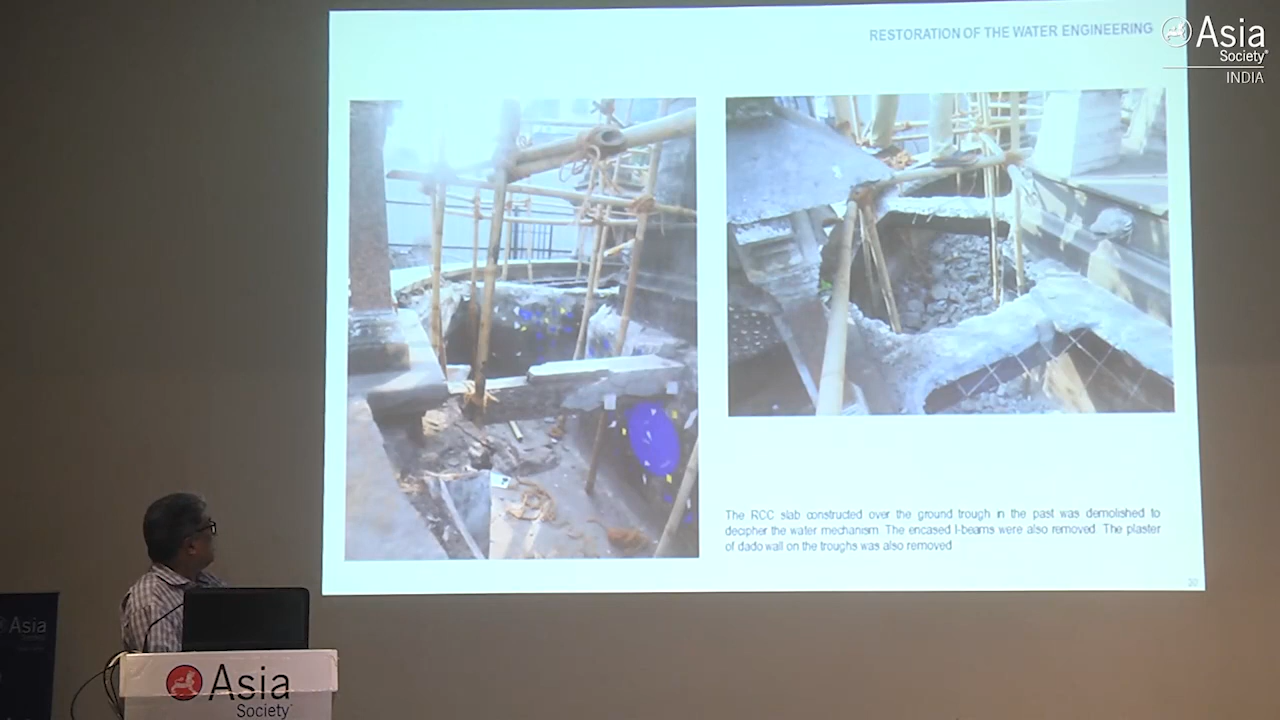 RESTORATION OF THE WATER ENGINEERING
Asia
Society
INDIA
The RCC slab constructed over the ground trough in the past was demolished to
decipher the water mechanism. The encased I-beams were also removed. The plaster
of dado wall on the troughs was also removed
20
Asia
Asia
Society